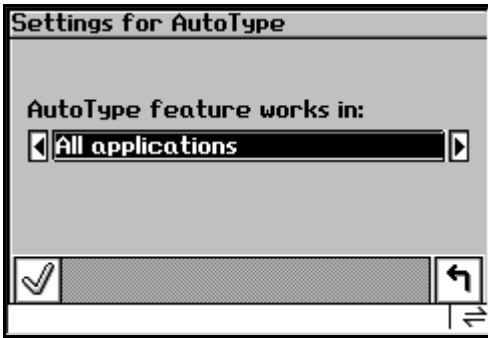 Settings for AutoType
AutoType feature works in:
All applications